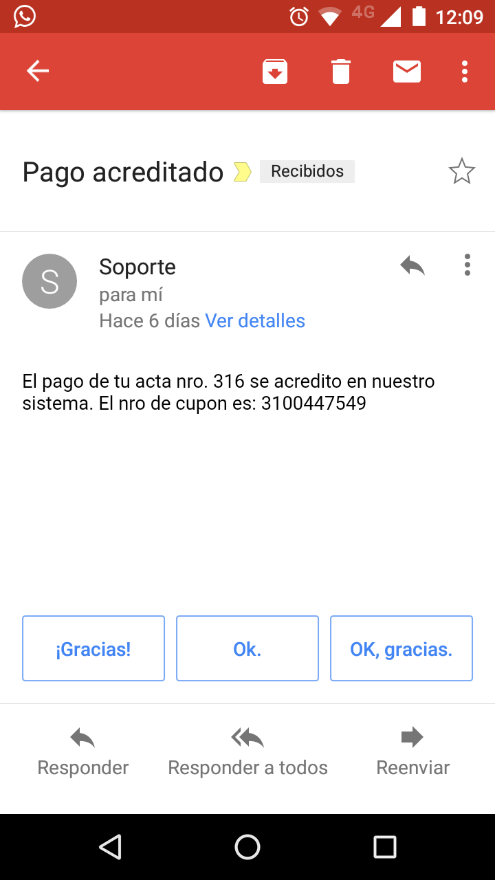 4G 12:09
Pago acreditado Recibidos
S
Soporte
para mí
Hace 6 días Ver detalles
El pago de tu acta nro. 316 se acredito en nuestro
sistema. El nro de cupon es: 3100447549
¡Gracias! Ok. OK, gracias.
Responder Responder a todos Reenviar